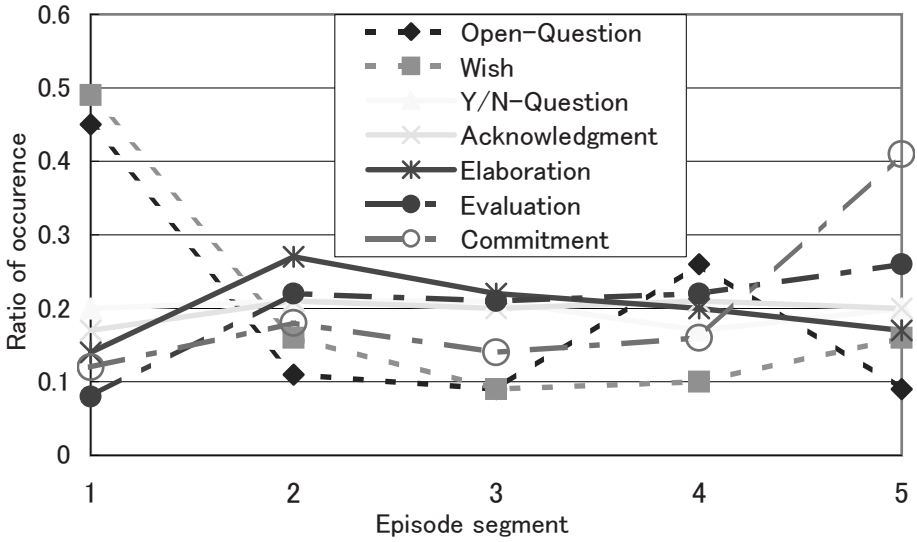 0.6
0.5
0.4
0.3
0.2
0.1
0
Ratio of occurence
Open-Question
Wish
Y/N-Question
Acknowledgment
Elaboration
Evaluation
Commitment
1 2 3 4 5
Episode segment